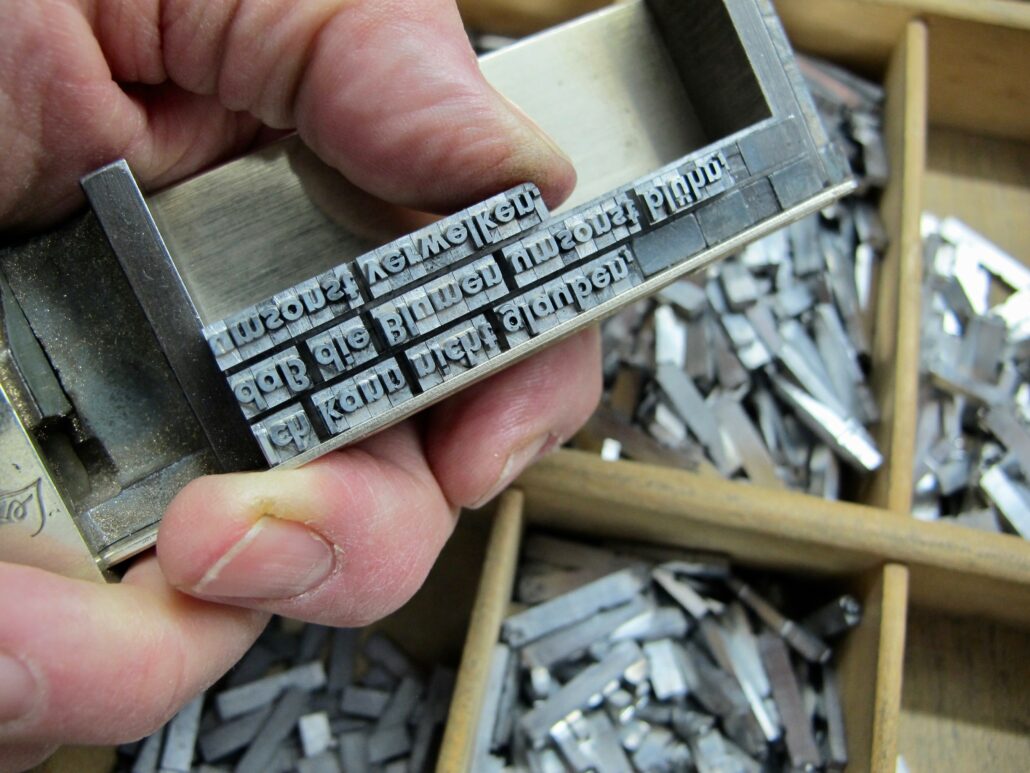 Ich kann nicht glauben,
daß die Blumen umsonst blühn,
umsonst verwelken.